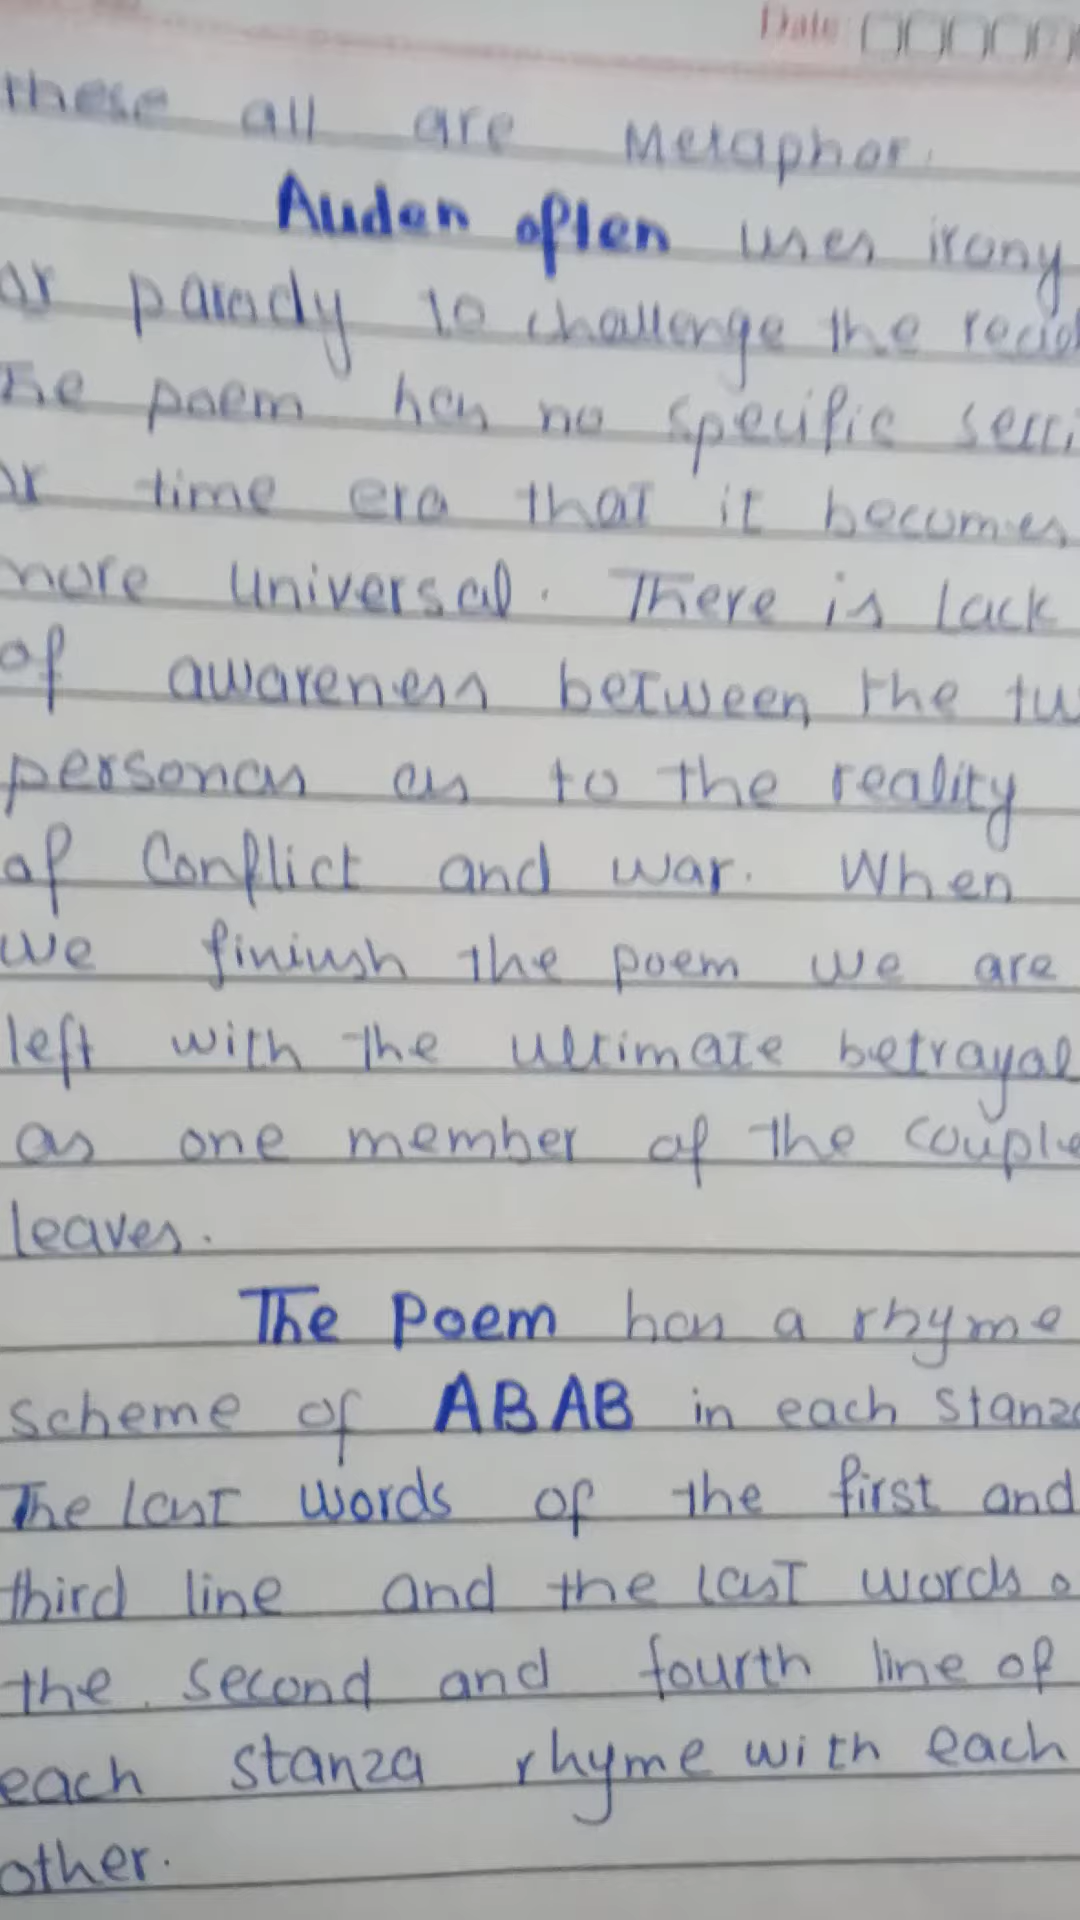 Date
these all are Metaphor.
Auden often uses irony
or parody to challenge the
The poem has no specific
or time era that it becomes
more universal. There is lack
of awareness between the
personas as to the reality
of Conflict and war. When
we finiush the poem we are
left with the ultimate betrayal
as one member of the couple
leaves.
The Poem has a rhyme
scheme of ABAB in each stanza
The last words of the first and
third line and the last words
the second and fourth line of
each stanza rhyme with each
other.